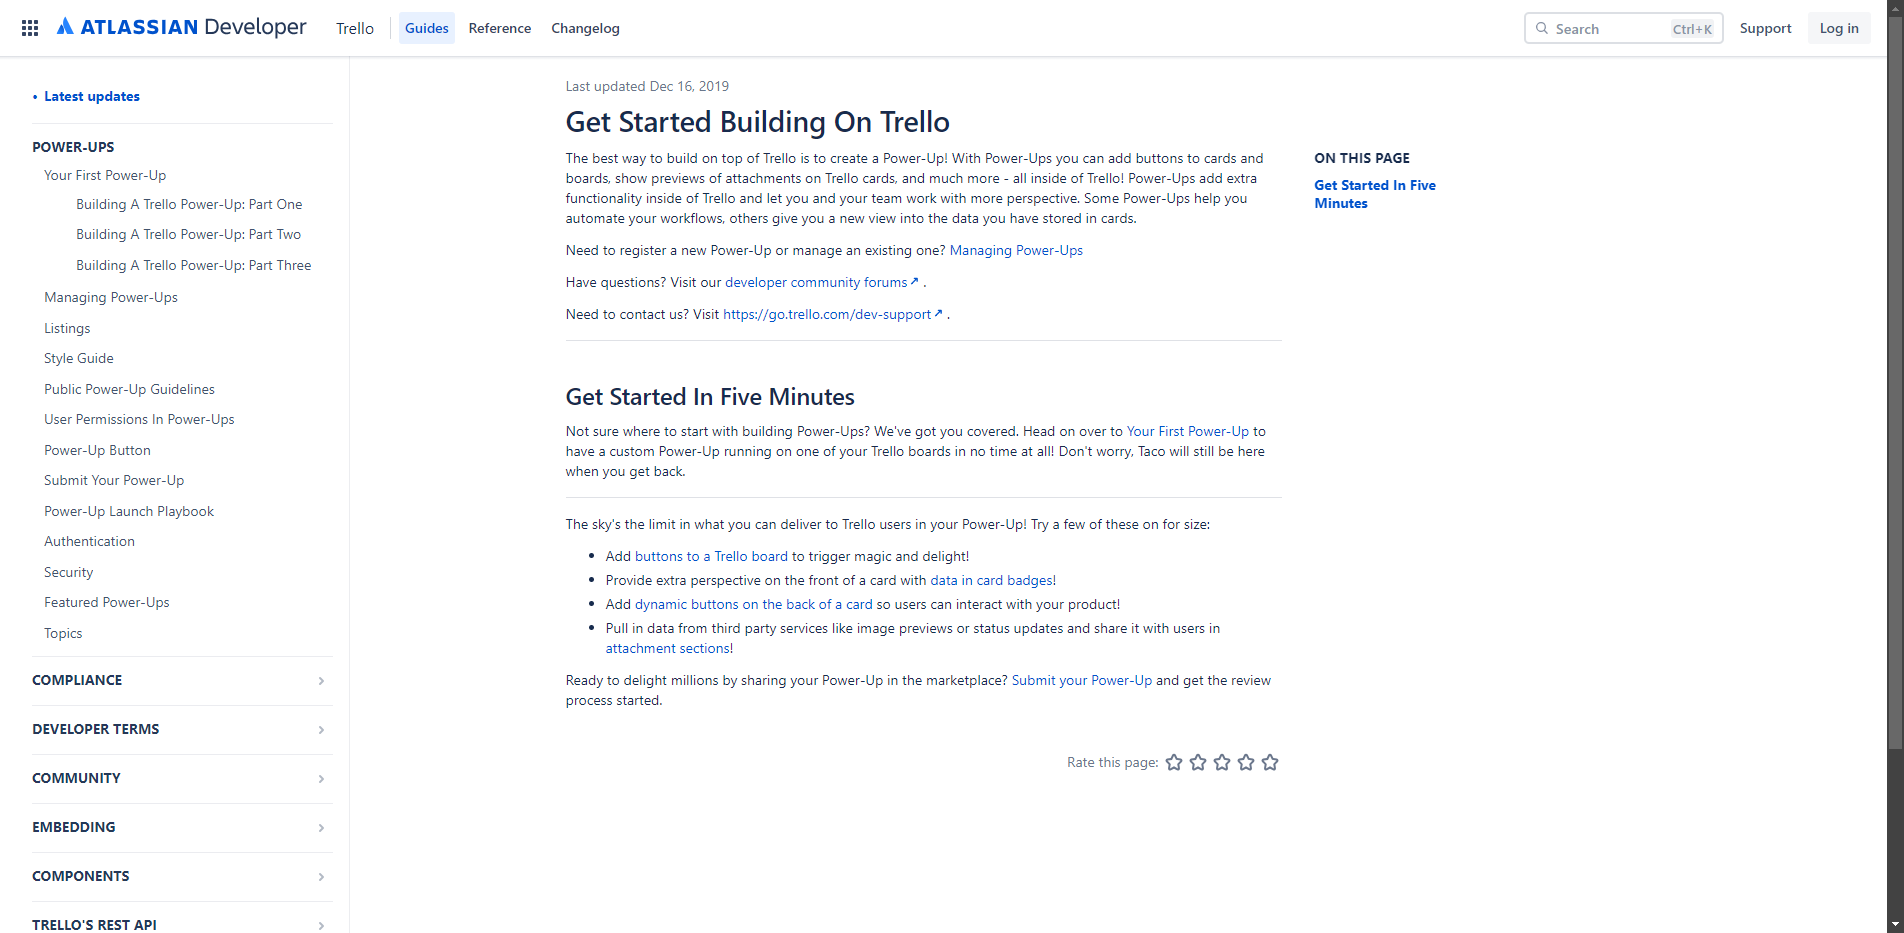 ATLASSIAN Developer
Trello
Guides
Reference
Changelog
Search
Ctrl+K
Support
Log in
• Latest updates
POWER-UPS
Your First Power-Up
Building A Trello Power-Up: Part One
Building A Trello Power-Up: Part Two
Building A Trello Power-Up: Part Three
Managing Power-Ups
Listings
Style Guide
Public Power-Up Guidelines
User Permissions In Power-Ups
Power-Up Button
Submit Your Power-Up
Power-Up Launch Playbook
Authentication
Security
Featured Power-Ups
Topics
COMPLIANCE
DEVELOPER TERMS
COMMUNITY
EMBEDDING
COMPONENTS
TRELLO'S REST API
Last updated Dec 16, 2019
Get Started Building On Trello
The best way to build on top of Trello is to create a Power-Up! With Power-Ups you can add buttons to cards and
boards, show previews of attachments on Trello cards, and much more - all inside of Trello! Power-Ups add extra
functionality inside of Trello and let you and your team work with more perspective. Some Power-Ups help you
automate your workflows, others give you a new view into the data you have stored in cards.
Need to register a new Power-Up or manage an existing one? Managing Power-Ups
Have questions? Visit our developer community forums↗ .
Need to contact us? Visit https://go.trello.com/dev-support↗ .
Get Started In Five Minutes
Not sure where to start with building Power-Ups? We've got you covered. Head on over to Your First Power-Up to
have a custom Power-Up running on one of your Trello boards in no time at all! Don't worry, Taco will still be here
when you get back.
The sky's the limit in what you can deliver to Trello users in your Power-Up! Try a few of these on for size:
• Add buttons to a Trello board to trigger magic and delight!
• Provide extra perspective on the front of a card with data in card badges!
• Add dynamic buttons on the back of a card so users can interact with your product!
• Pull in data from third party services like image previews or status updates and share it with users in
attachment sections!
Ready to delight millions by sharing your Power-Up in the marketplace? Submit your Power-Up and get the review
process started.
Rate this page:
ON THIS PAGE
Get Started In Five
Minutes